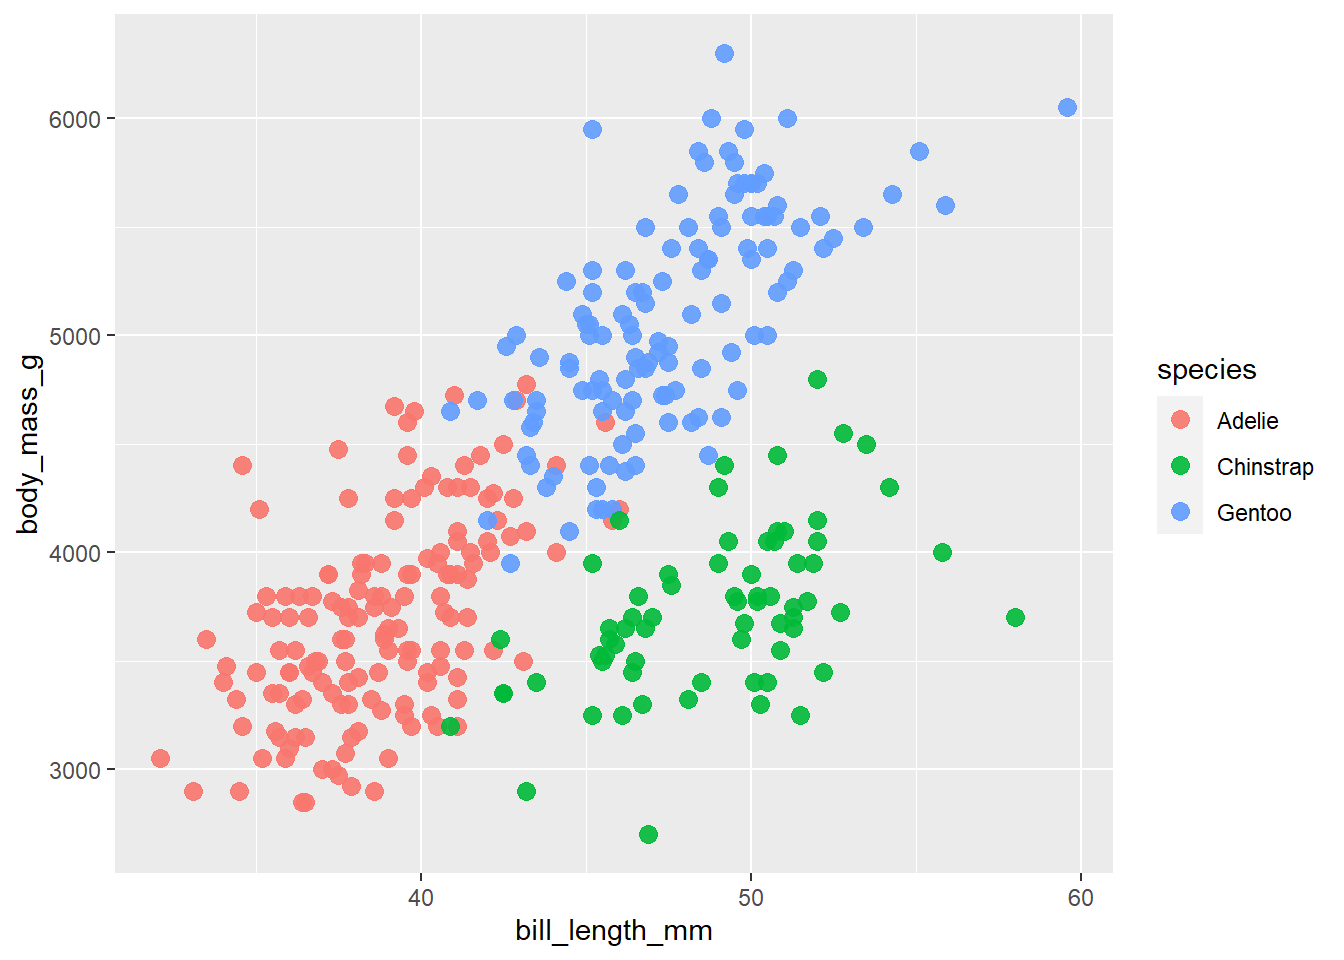 6000
5000
4000
3000
body_mass_g
40
50
60
bill_length_mm
species
Adelie
Chinstrap
Gentoo